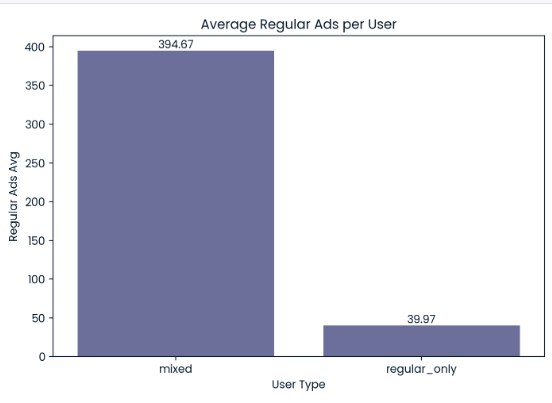 Average Regular Ads per User
394.67
400
350
300
250
200
150
100
50
0
Regular Ads Avg
39.97
mixed
regular_only
User Type